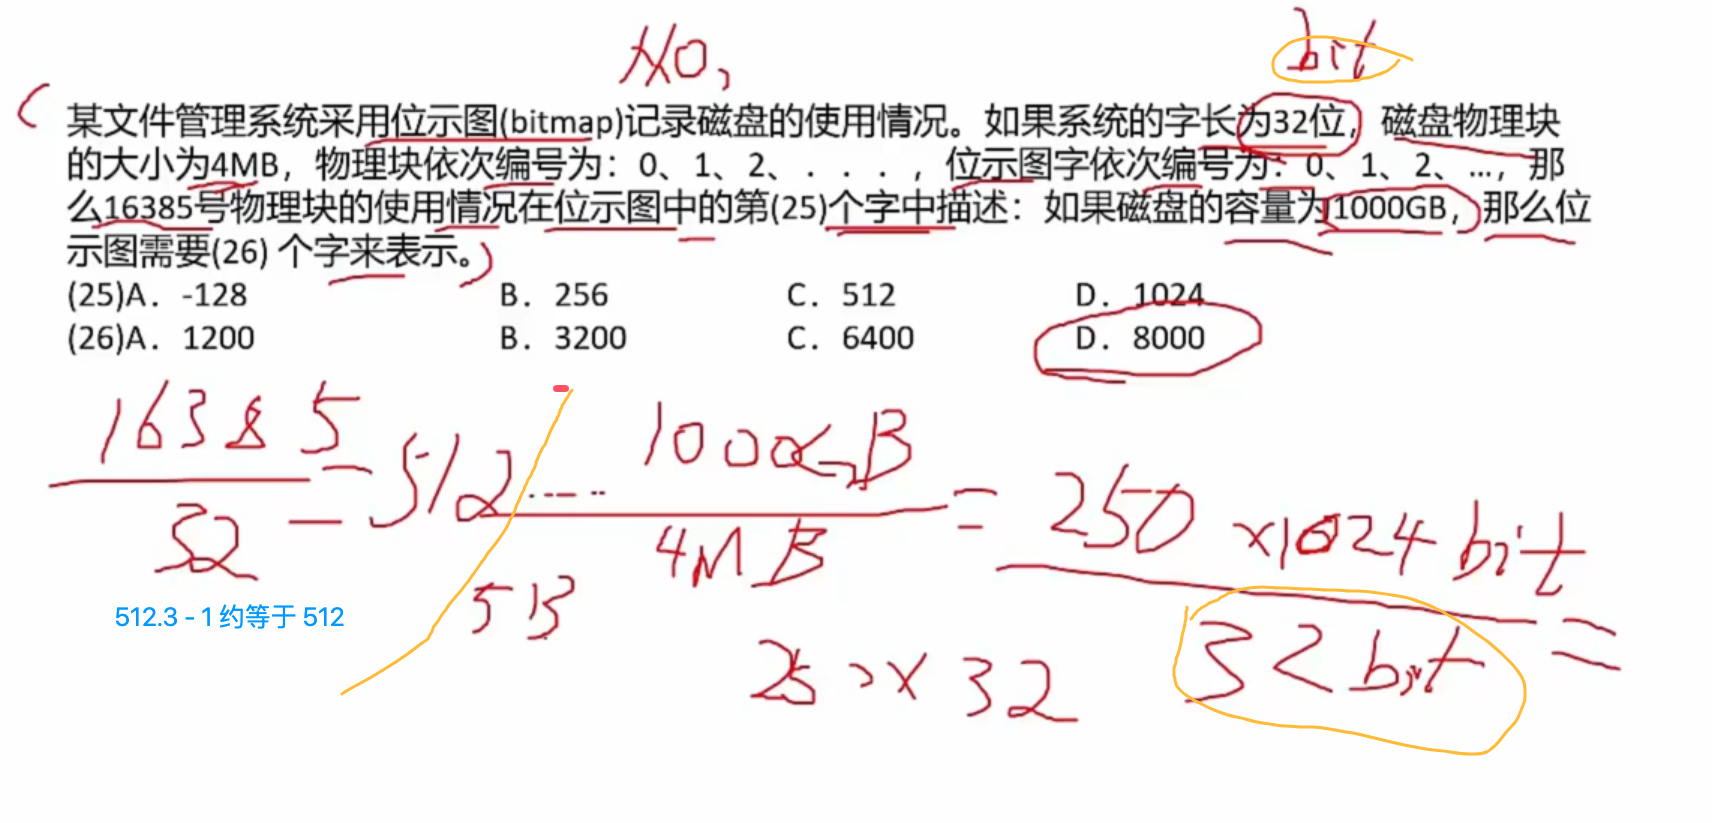 No,
bit
某文件管理系统采用位示图(bitmap)记录磁盘的使用情况。如果系统的字长为32位，磁盘物理块
的大小为4MB，物理块依次编号为：0、1、2、...，位示图字依次编号为：0、1、2、…，那
么16385号物理块的使用情况在位示图中的第(25)个字中描述：如果磁盘的容量为1000GB，那么位
示图需要(26) 个字来表示。
(25)A．-128 B．256 C．512 D．1024
(26)A．1200 B．3200 C．6400 D．8000
16385
32
= 512 ......
513
1000GB
4MB
= 250 ×1024 bit
32bit
=
250 × 32
512.3 - 1 约等于 512